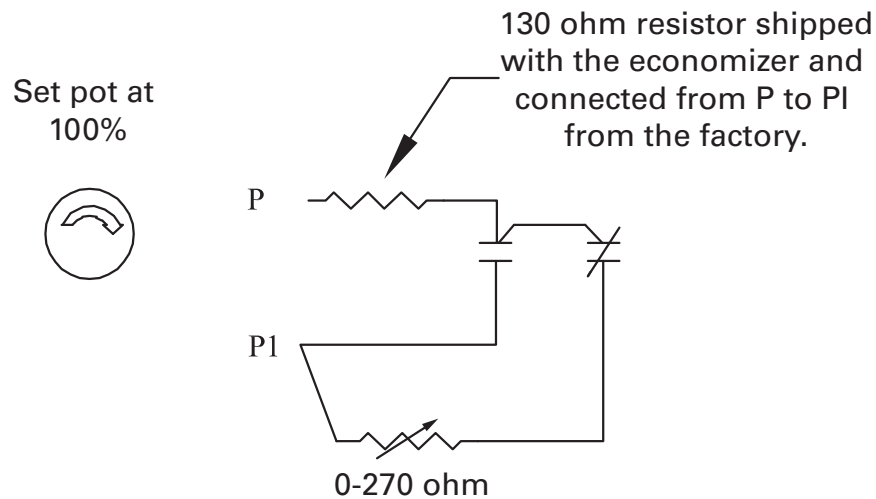 130 ohm resistor shipped
with the economizer and
connected from P to PI
from the factory.
Set pot at
100%
P
P1
0-270 ohm